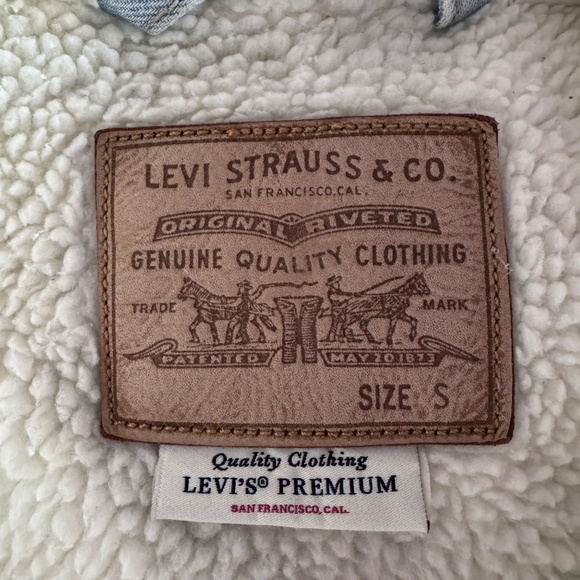 LEVI STRAUSS & CO.
SAN FRANCISCO, CAL.
ORIGINAL RIVETED
GENUINE QUALITY CLOTHING
TRADE MARK
PATENTED MAY 20, 1873
SIZE S
Quality Clothing
LEVI'S® PREMIUM
SAN FRANCISCO, CAL.